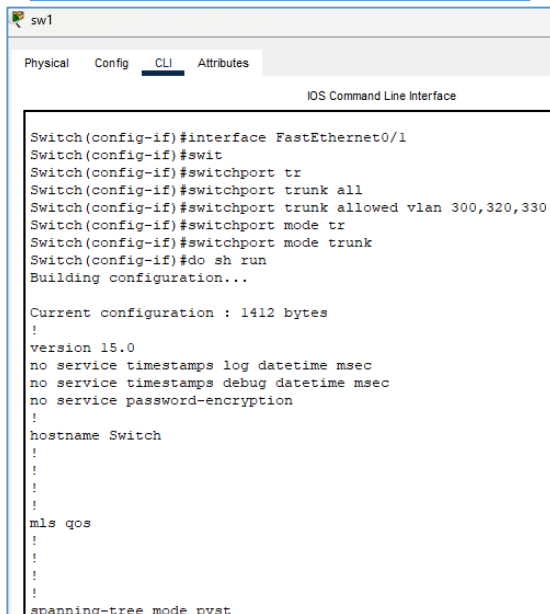 sw1
Physical Config CLI Attributes
IOS Command Line Interface
Switch(config-if)#interface FastEthernet0/1
Switch(config-if)#swit
Switch(config-if)#switchport tr
Switch(config-if)#switchport trunk all
Switch(config-if)#switchport trunk allowed vlan 300,320,330
Switch(config-if)#switchport mode tr
Switch(config-if)#switchport mode trunk
Switch(config-if)#do sh run
Building configuration...
Current configuration : 1412 bytes
!
version 15.0
no service timestamps log datetime msec
no service timestamps debug datetime msec
no service password-encryption
!
hostname Switch
!
!
!
!
mls qos
!
!
!
!
spanning-tree mode pvst